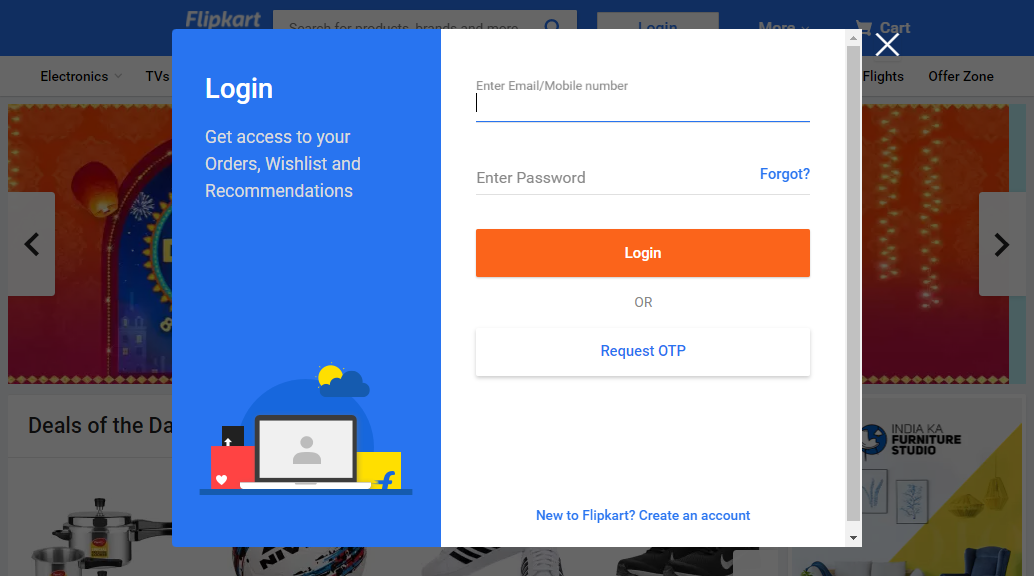 Flipkart
Search for products, brands and more
Login
More
Cart
Electronics
TVs
Flights
Offer Zone
Login
Get access to your
Orders, Wishlist and
Recommendations
Enter Email/Mobile number
Enter Password
Forgot?
Login
OR
Request OTP
New to Flipkart? Create an account
Deals of the Da
INDIA KA
FURNITURE
STUDIO